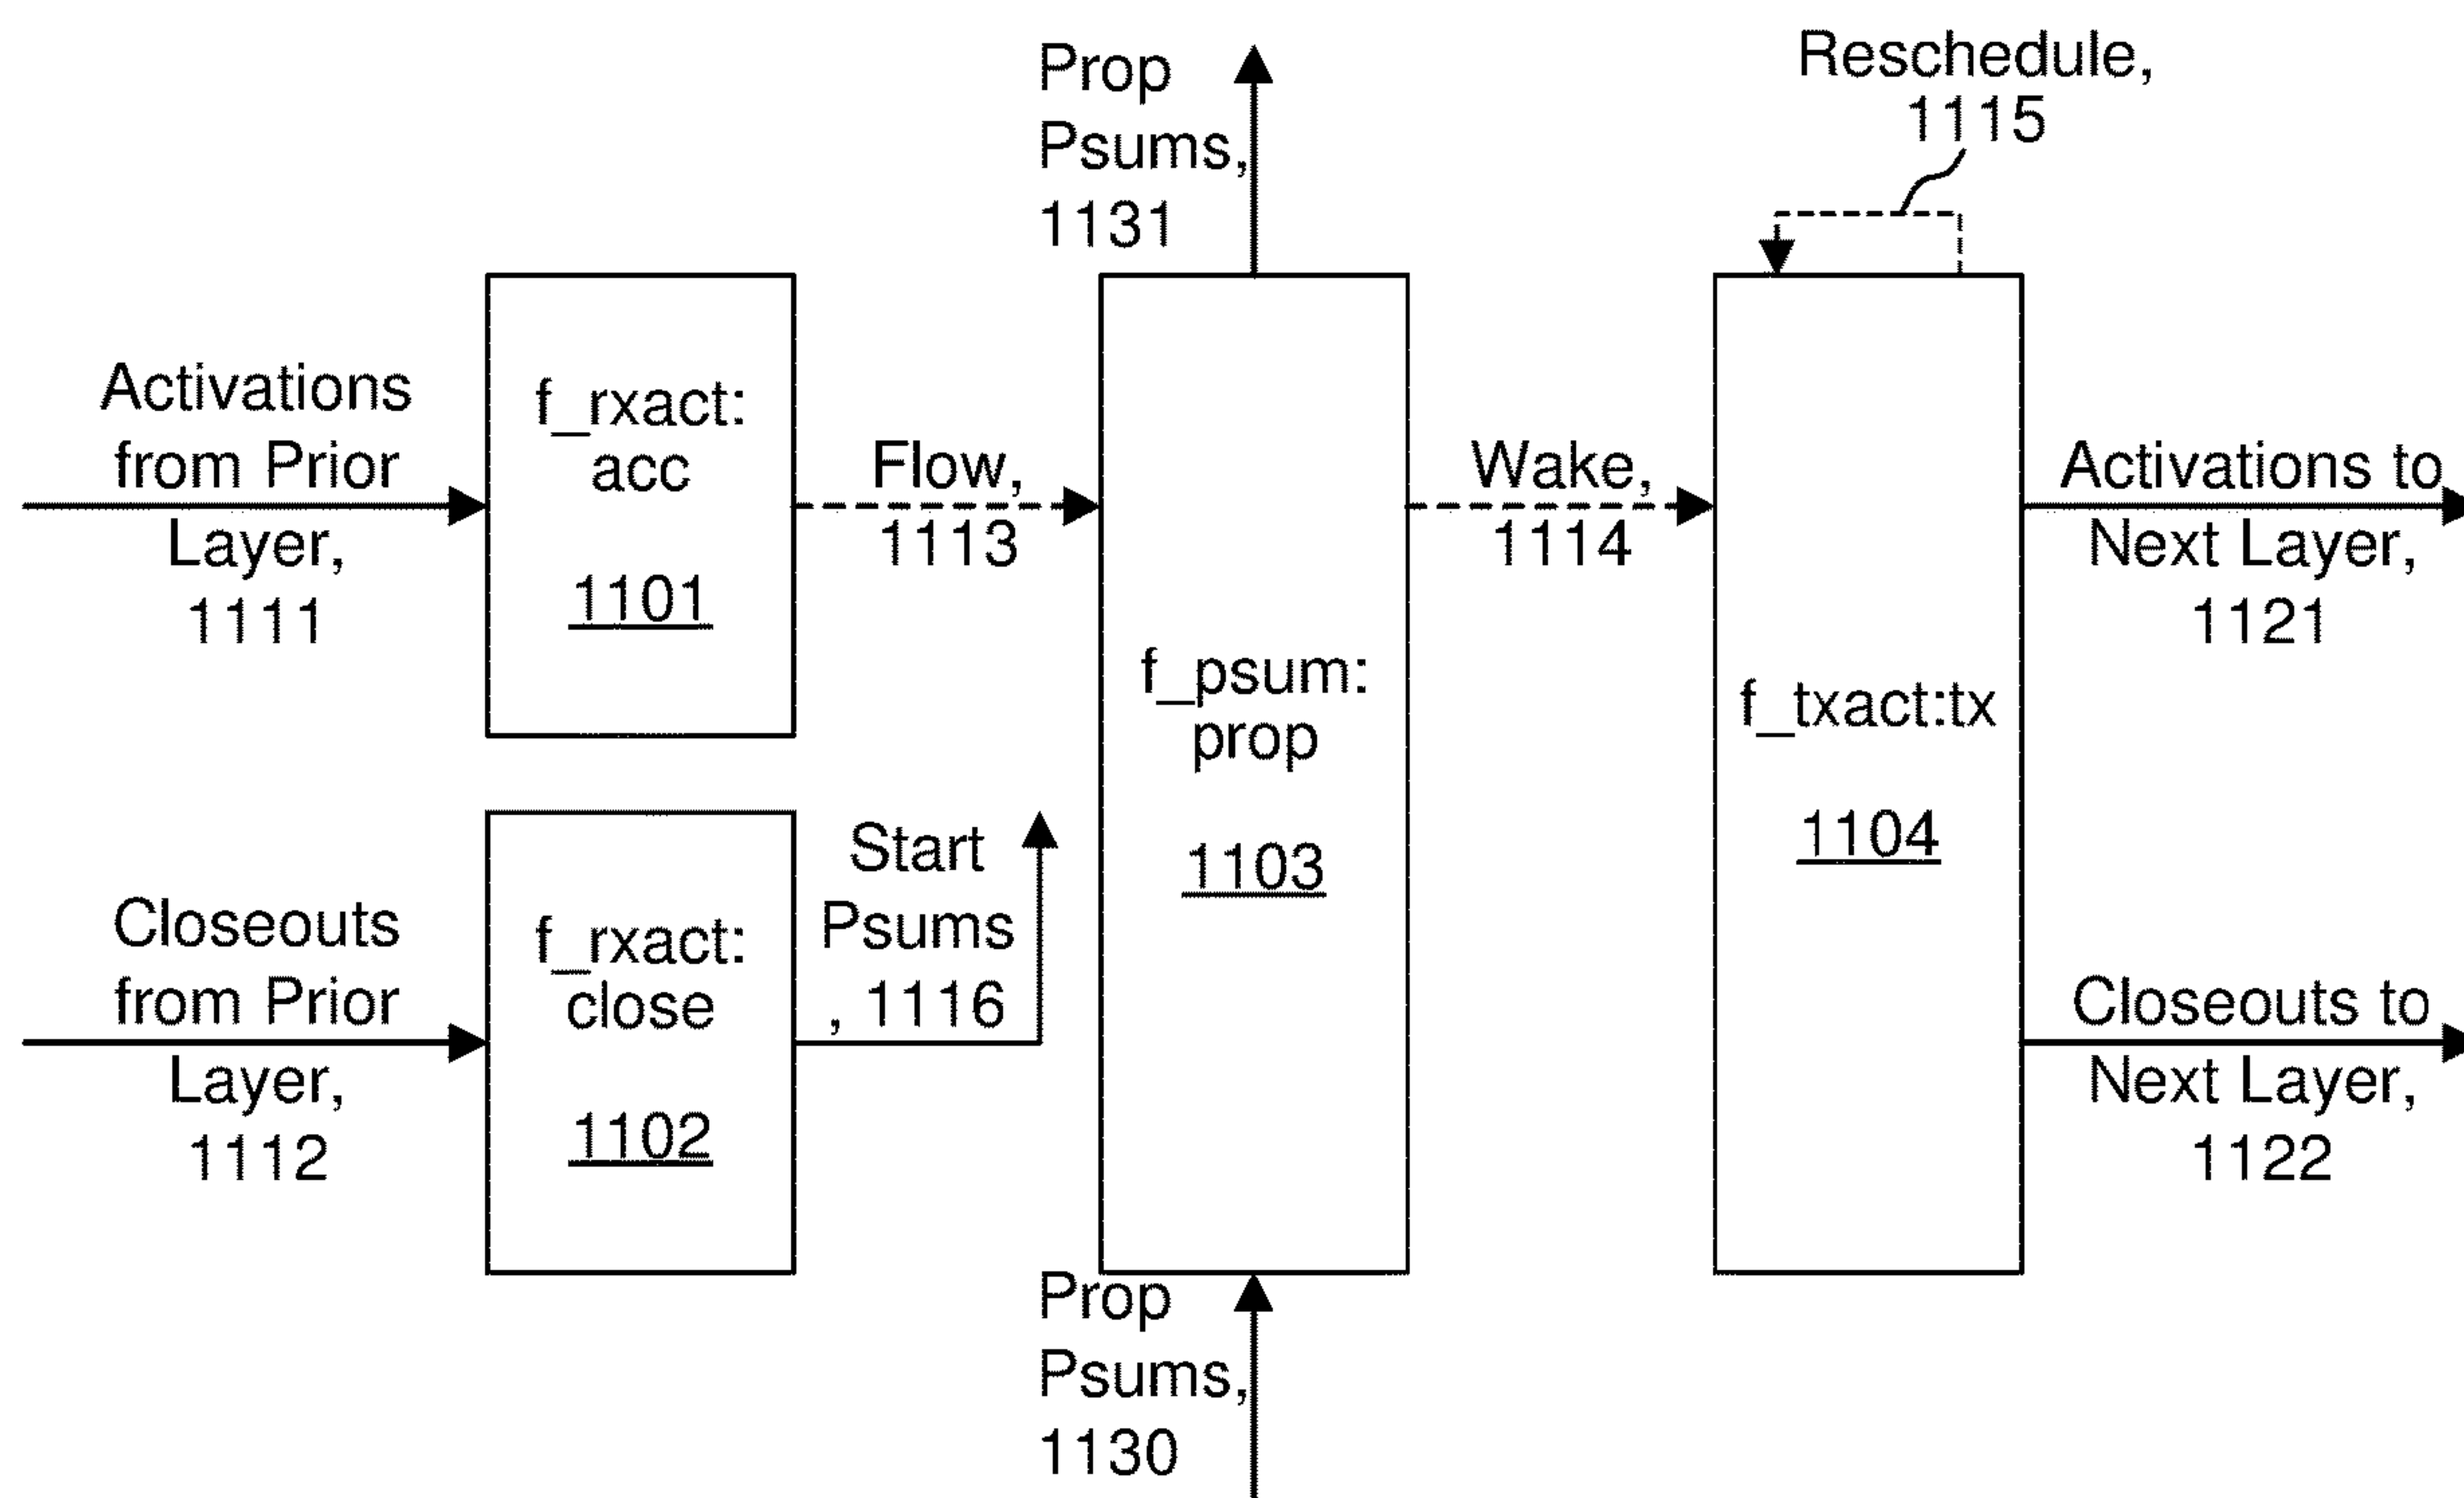 Prop
Psums,
1131
Reschedule,
1115
Activations
from Prior
Layer,
1111
f_rxact:
acc
1101
Flow,
1113
f_psum:
prop
1103
Wake,
1114
f_txact:tx
1104
Activations to
Next Layer,
1121
Closeouts
from Prior
Layer,
1112
f_rxact:
close
1102
Start
Psums
, 1116
Closeouts to
Next Layer,
1122
Prop
Psums,
1130